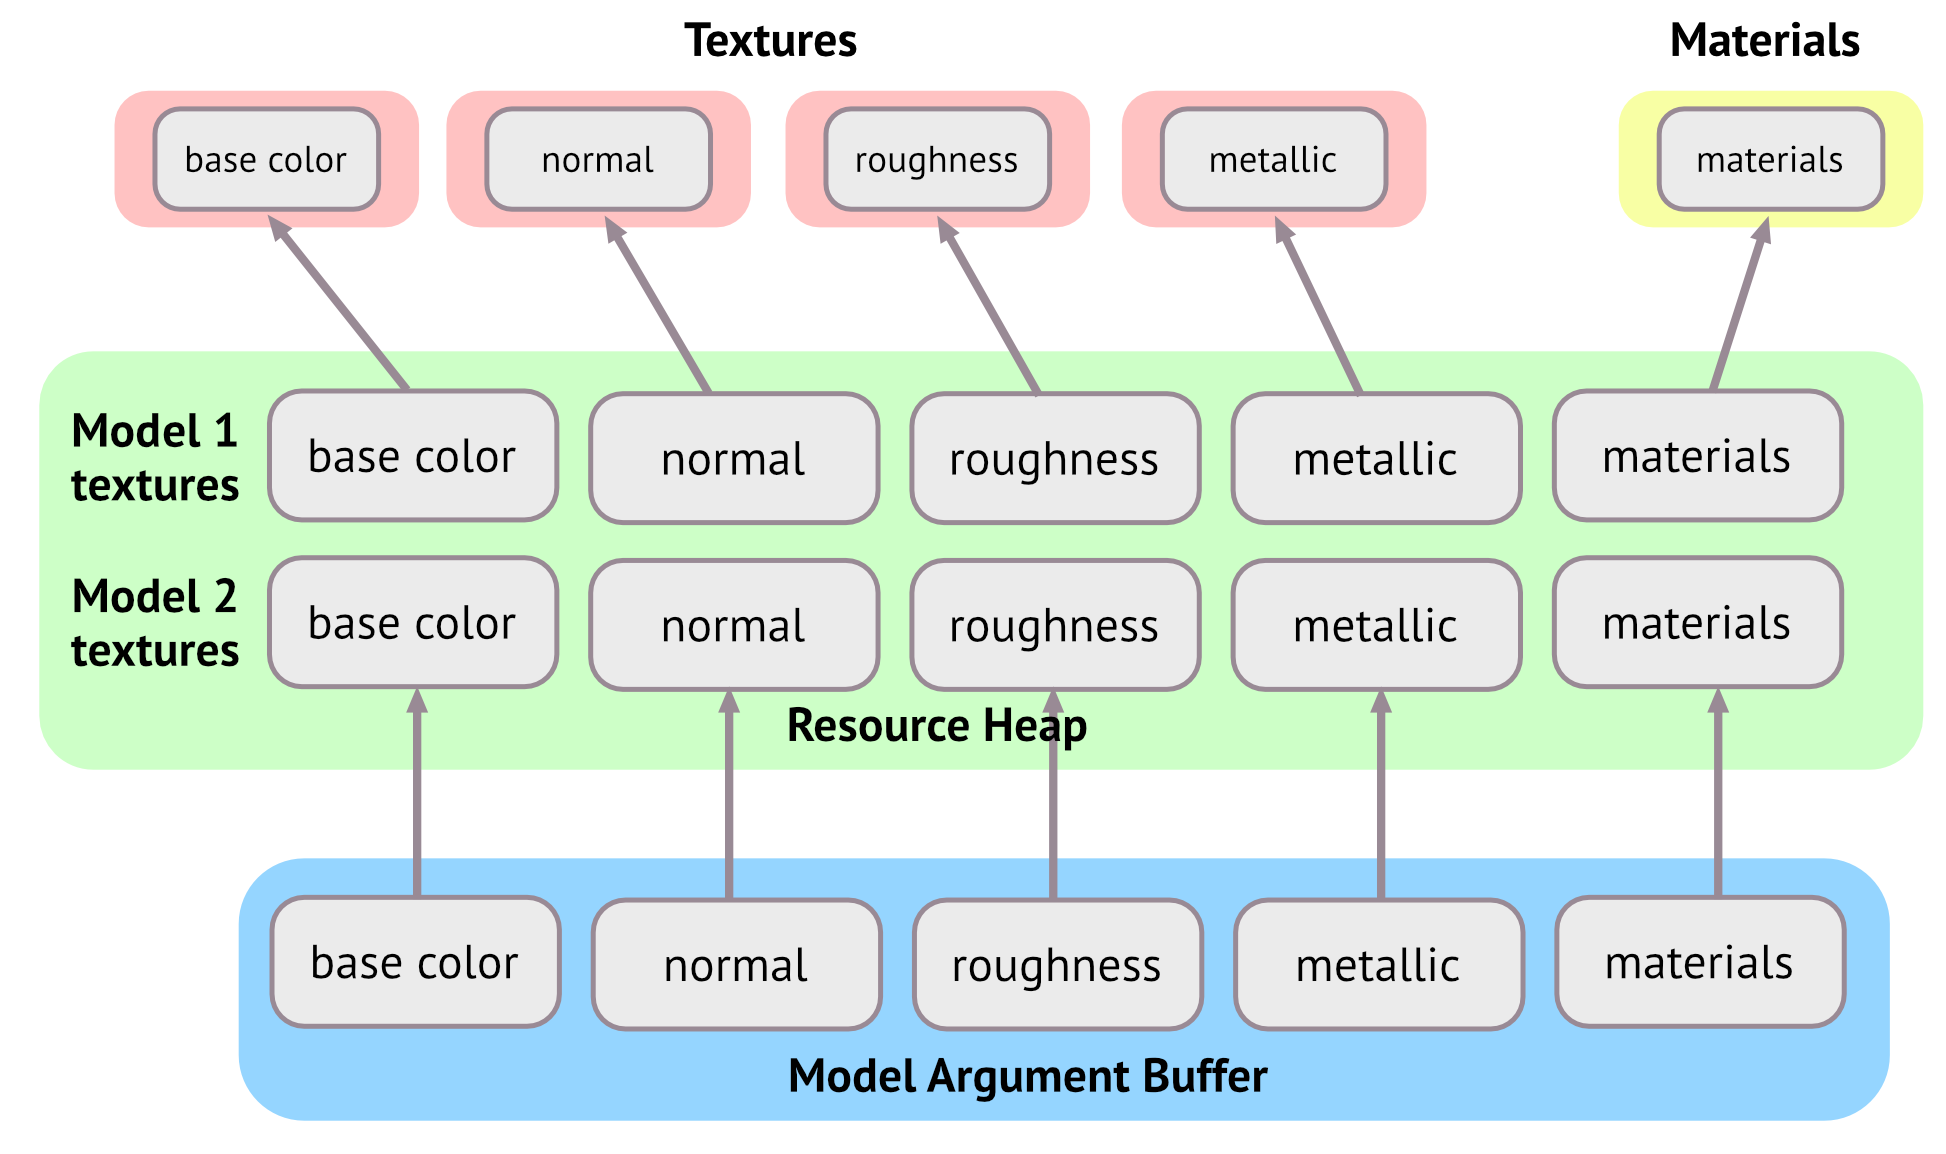 Textures
Materials
base color
normal
roughness
metallic
materials
Model 1
textures
base color
normal
roughness
metallic
materials
Model 2
textures
base color
normal
roughness
metallic
materials
Resource Heap
base color
normal
roughness
metallic
materials
Model Argument Buffer